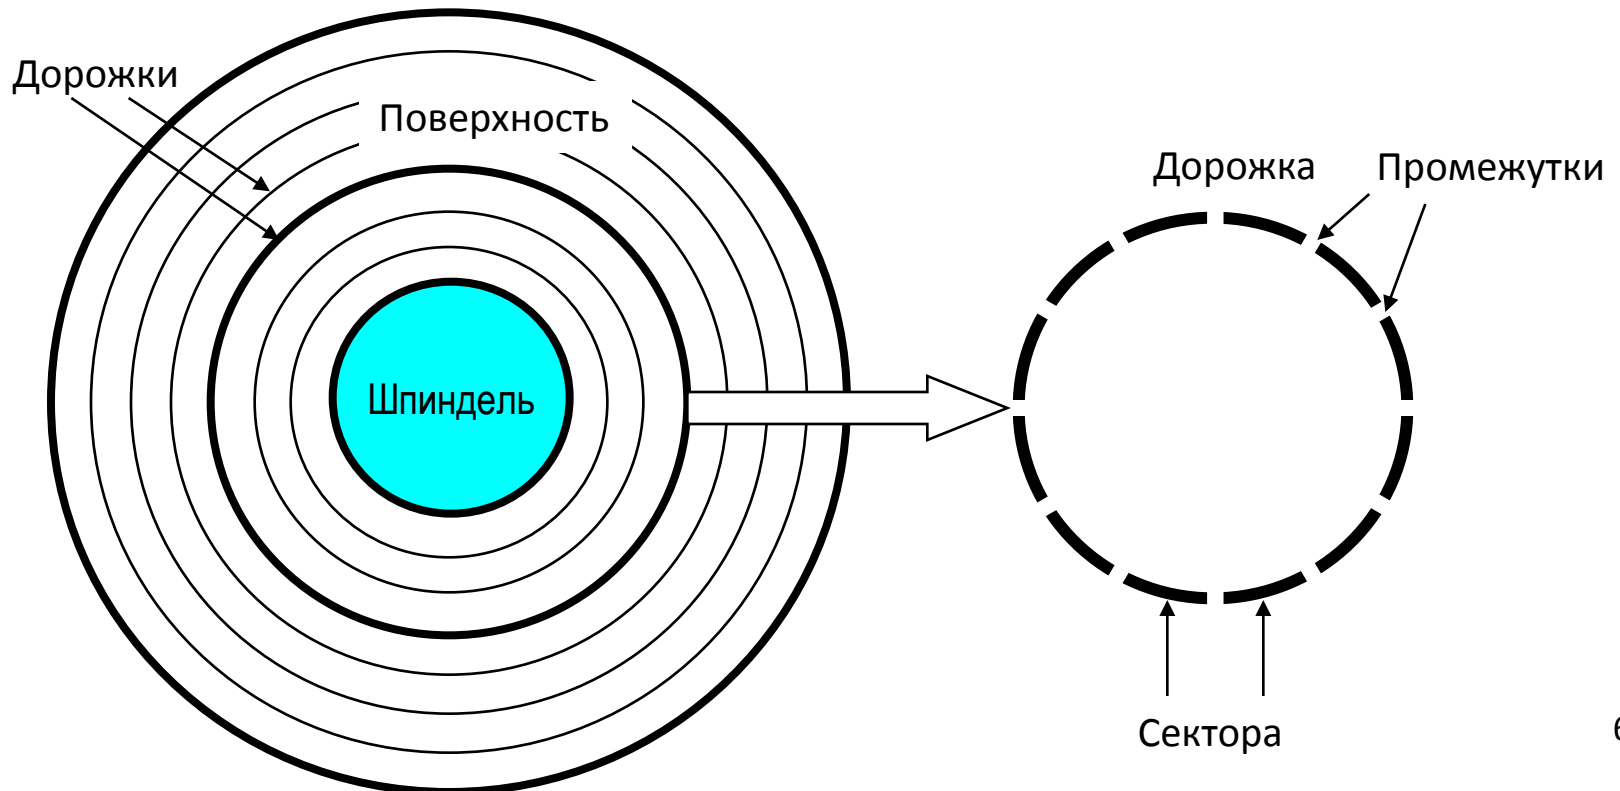 Дорожки
Поверхность
Шпиндель
Дорожка
Промежутки
Сектора